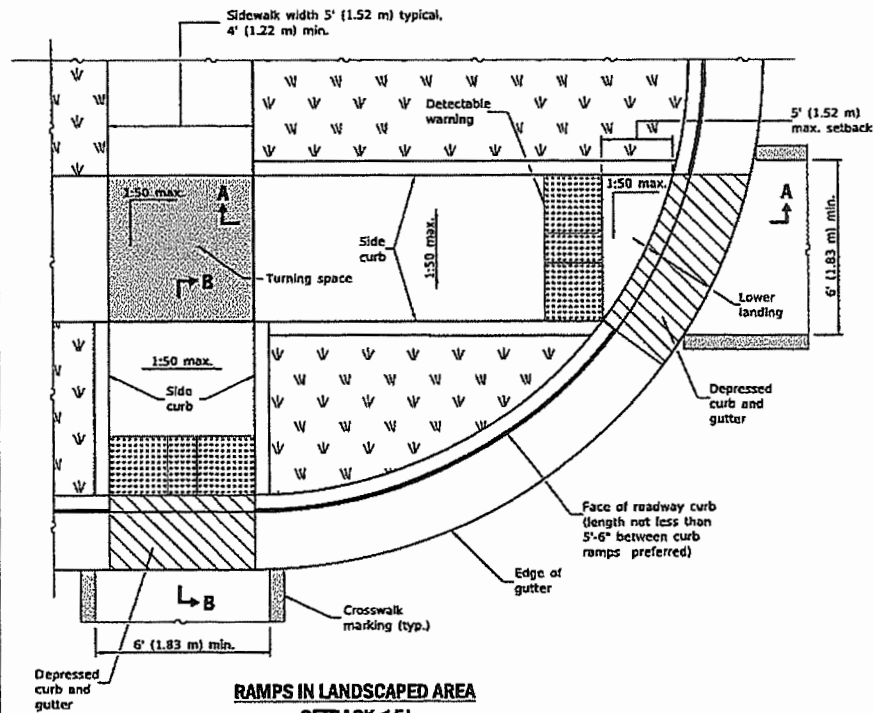 Sidewalk width 5' (1.52 m) typical,
4' (1.22 m) min.
Detectable
warning
5' (1.52 m)
max. setback
1:50 max.
A
1:50 max.
A
Side
curb
1:50 max.
6' (1.83 m) min.
B
Turning space
Lower
landing
1:50 max.
Side
curb
Depressed
curb and
gutter
Face of roadway curb
(length not less than
5'-6" between curb
ramps preferred)
Edge of
gutter
B
Crosswalk
marking (typ.)
6' (1.83 m) min.
Depressed
curb and
gutter
RAMPS IN LANDSCAPED AREA